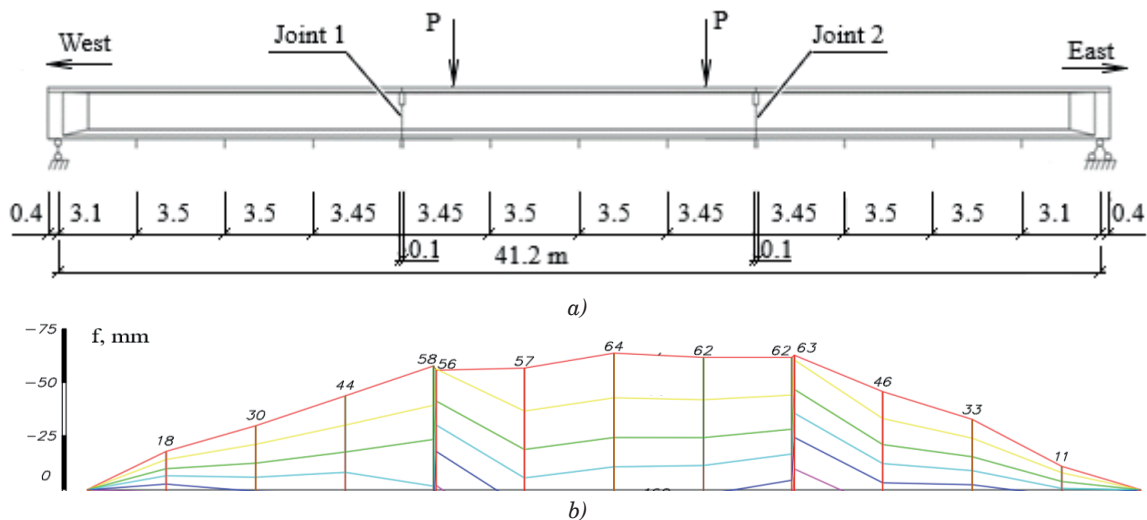 P P
Joint 1 Joint 2
West East
0.4 3.1 3.5 3.5 3.45 3.45 3.5 3.5 3.45 3.45 3.5 3.5 3.1 0.4
0.1 41.2 m 0.1
a)
-75 f, mm
-50
-25
0
18 30 44 58 56 57 64 62 62 63 46 33 11
b)